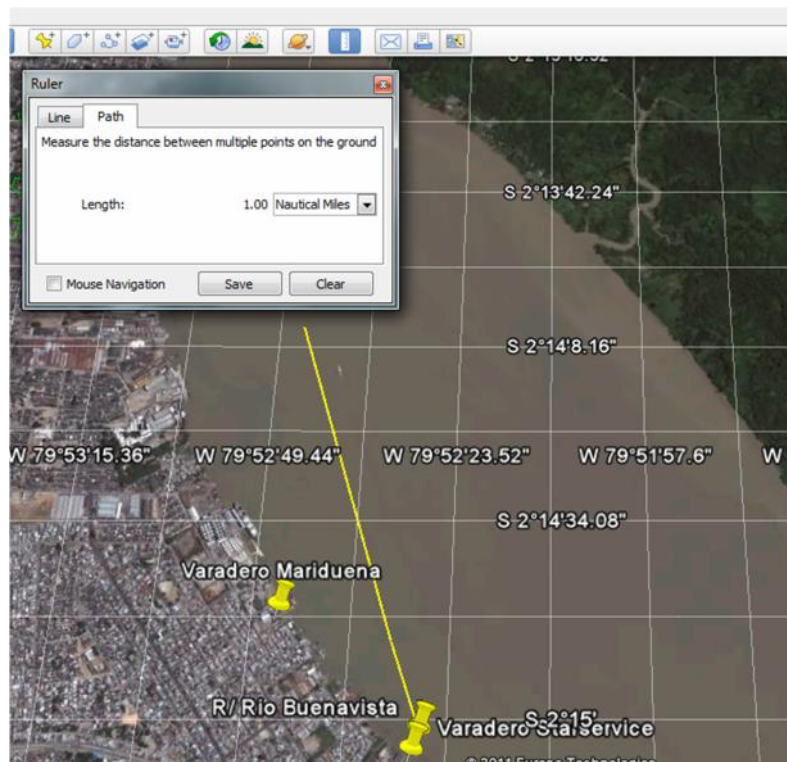 Ruler
Line Path
Measure the distance between multiple points on the ground
Length: 1.00 Nautical Miles
Mouse Navigation Save Clear
S 2°13'42.24"
S 2°14'8.16"
W 79°53'15.36" W 79°52'49.44" W 79°52'23.52" W 79°51'57.6" W
S 2°14'34.08"
Varadero Mariduena
R/ Rio Buenavista
S 2°15'
Varadero Starservice